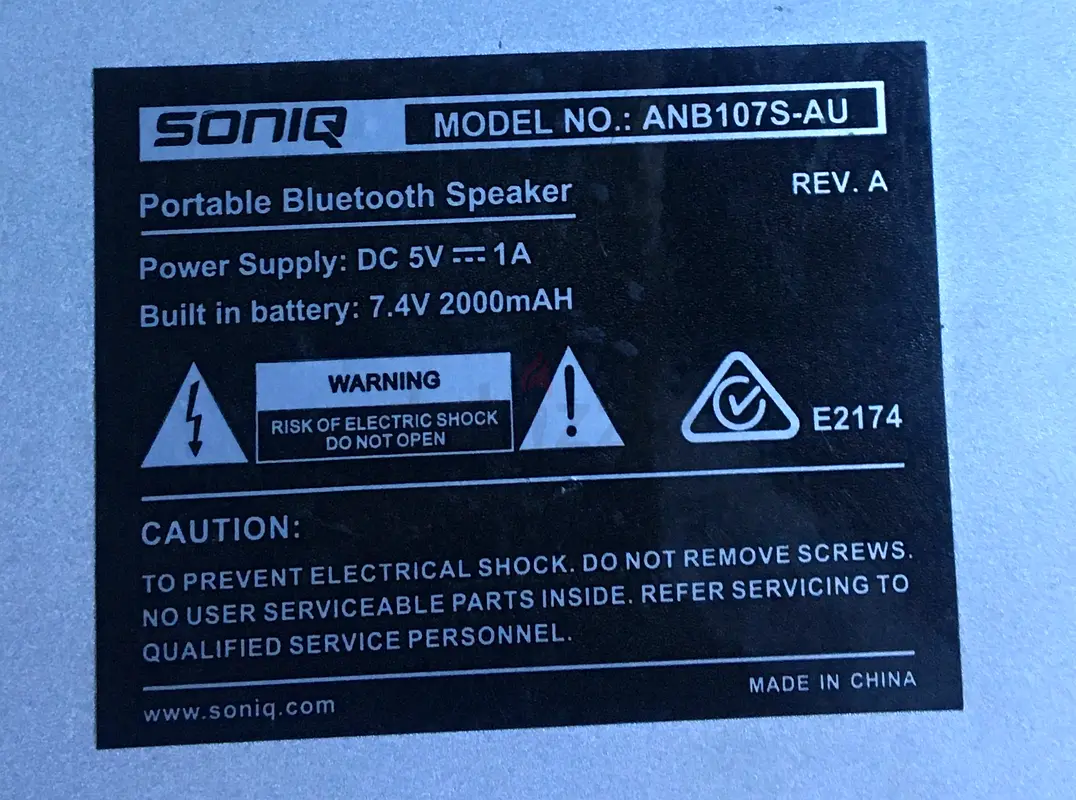 SONIQ
MODEL NO.: ANB107S-AU
Portable Bluetooth Speaker
REV. A
Power Supply: DC 5V ⎓ 1A
Built in battery: 7.4V 2000mAH
WARNING
RISK OF ELECTRIC SHOCK
DO NOT OPEN
E2174
CAUTION:
TO PREVENT ELECTRICAL SHOCK. DO NOT REMOVE SCREWS.
NO USER SERVICEABLE PARTS INSIDE. REFER SERVICING TO
QUALIFIED SERVICE PERSONNEL.
www.soniq.com
MADE IN CHINA